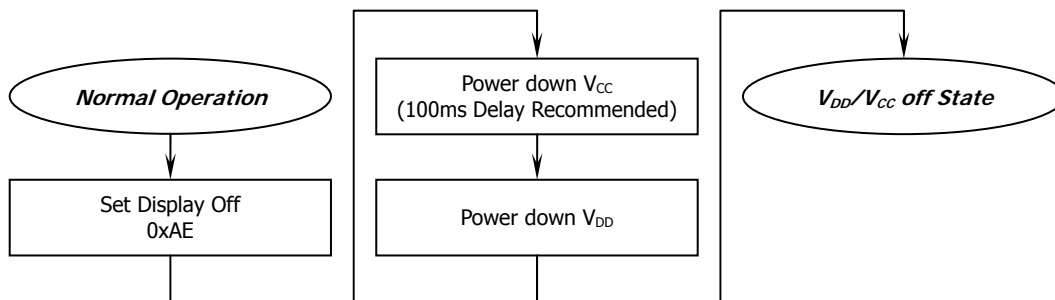 Normal Operation
Set Display Off
0xAE
Power down VCC
(100ms Delay Recommended)
Power down VDD
VDD/VCC off State